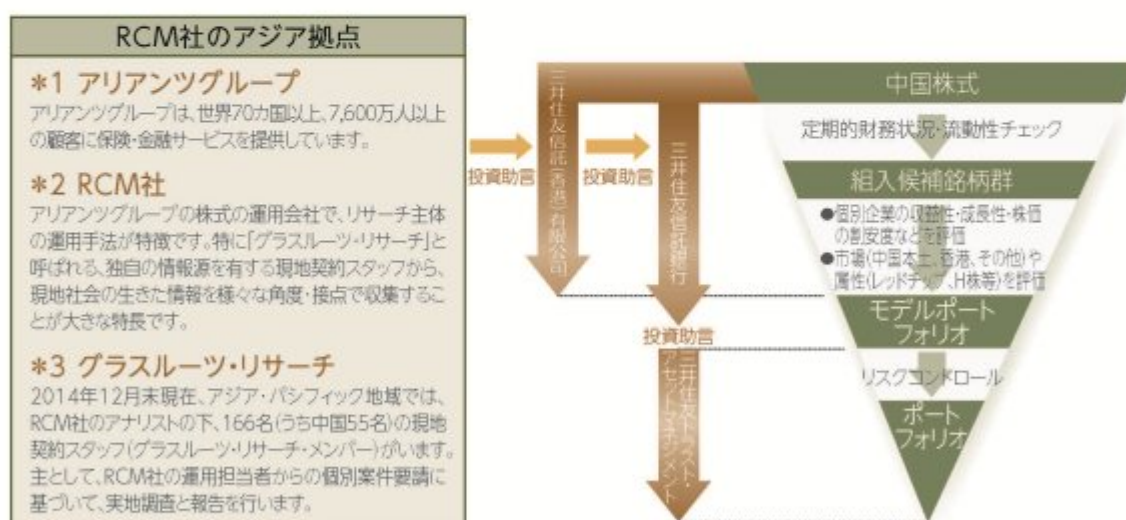 RCM社のアジア拠点
*1 アリアンツグループ
アリアンツグループは、世界70カ国以上、7,600万人以上
の顧客に保険・金融サービスを提供しています。
*2 RCM社
アリアンツグループの株式の運用会社で、リサーチ主体
の運用手法が特徴です。特に「グラスルーツ・リサーチ」と
呼ばれる、独自の情報源を有する現地契約スタッフから、
現地社会の生きた情報を様々な角度・接点で収集するこ
とが大きな特長です。
*3 グラスルーツ・リサーチ
2014年12月末現在、アジア・パシフィック地域では、
RCM社のアナリストの下、166名(うち中国55名)の現地
契約スタッフ(グラスルーツ・リサーチ・メンバー)がいます。
主として、RCM社の運用担当者からの個別案件要請に
基づいて、実地調査と報告を行います。
投資助言
三井住友信託(香港)有限公司
投資助言
三井住友信託銀行
投資助言
三井住友トラスト・
アセットマネジメント
中国株式
定期的財務状況・流動性チェック
組入候補銘柄群
●個別企業の収益性・成長性・株価
の割安度などを評価
●市場(中国本土、香港、その他)や
属性(レッドチップ、H株等)を評価
モデルポート
フォリオ
リスクコントロール
ポート
フォリオ